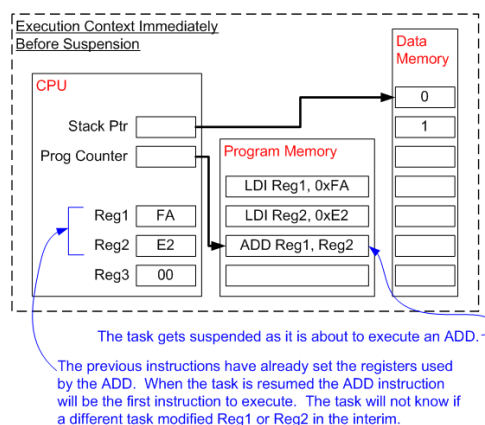 Execution Context Immediately
Before Suspension
Data
Memory
CPU
0
Stack Ptr
1
Prog Counter
Program Memory
LDI Reg1, 0xFA
Reg1 FA
LDI Reg2, 0xE2
Reg2 E2
ADD Reg1, Reg2
Reg3 00
The task gets suspended as it is about to execute an ADD.
The previous instructions have already set the registers used
by the ADD. When the task is resumed the ADD instruction
will be the first instruction to execute. The task will not know if
a different task modified Reg1 or Reg2 in the interim.